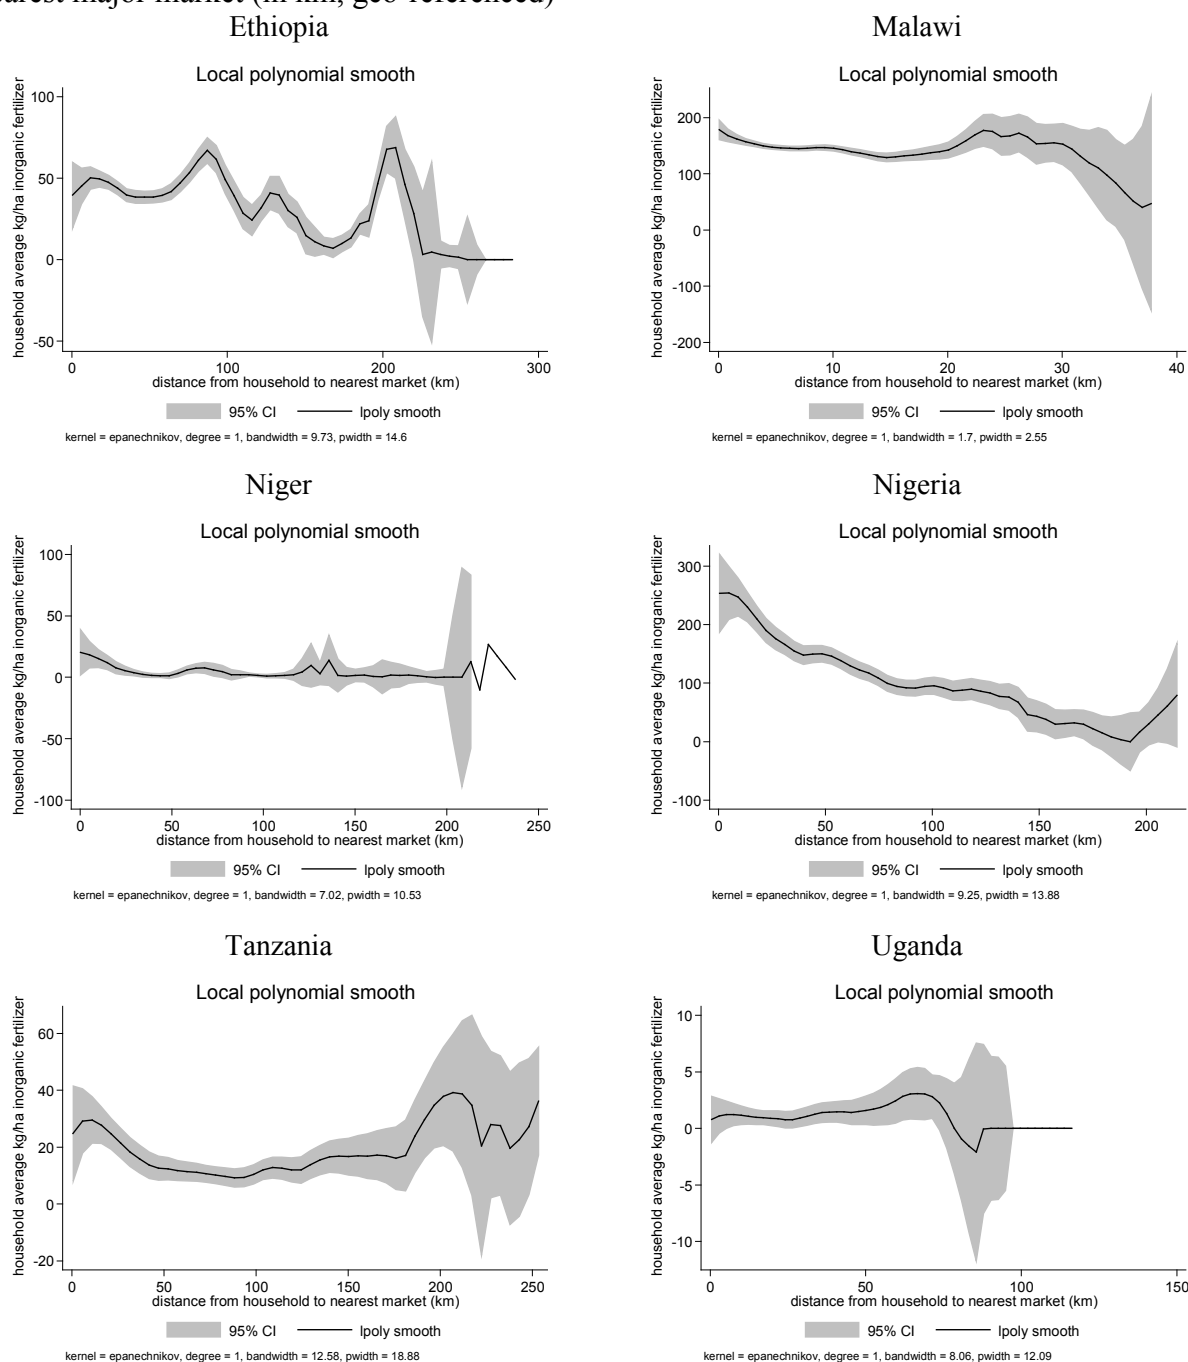 nearest major market (in km, geo-referenced)
Ethiopia
Local polynomial smooth
household average kg/ha inorganic fertilizer
100
50
0
-50
0 100 200 300
distance from household to nearest market (km)
95% CI lpoly smooth
kernel = epanechnikov, degree = 1, bandwidth = 9.73, pwidth = 14.6
Malawi
Local polynomial smooth
household average kg/ha inorganic fertilizer
200
100
0
-100
-200
0 10 20 30 40
distance from household to nearest market (km)
95% CI lpoly smooth
kernel = epanechnikov, degree = 1, bandwidth = 1.7, pwidth = 2.55
Niger
Local polynomial smooth
household average kg/ha inorganic fertilizer
100
50
0
-50
-100
0 50 100 150 200 250
distance from household to nearest market (km)
95% CI lpoly smooth
kernel = epanechnikov, degree = 1, bandwidth = 7.02, pwidth = 10.53
Nigeria
Local polynomial smooth
household average kg/ha inorganic fertilizer
300
200
100
0
-100
0 50 100 150 200
distance from household to nearest market (km)
95% CI lpoly smooth
kernel = epanechnikov, degree = 1, bandwidth = 9.25, pwidth = 13.88
Tanzania
Local polynomial smooth
household average kg/ha inorganic fertilizer
60
40
20
0
-20
0 50 100 150 200 250
distance from household to nearest market (km)
95% CI lpoly smooth
kernel = epanechnikov, degree = 1, bandwidth = 12.58, pwidth = 18.88
Uganda
Local polynomial smooth
household average kg/ha inorganic fertilizer
10
5
0
-5
-10
0 50 100 150
distance from household to nearest market (km)
95% CI lpoly smooth
kernel = epanechnikov, degree = 1, bandwidth = 8.06, pwidth = 12.09